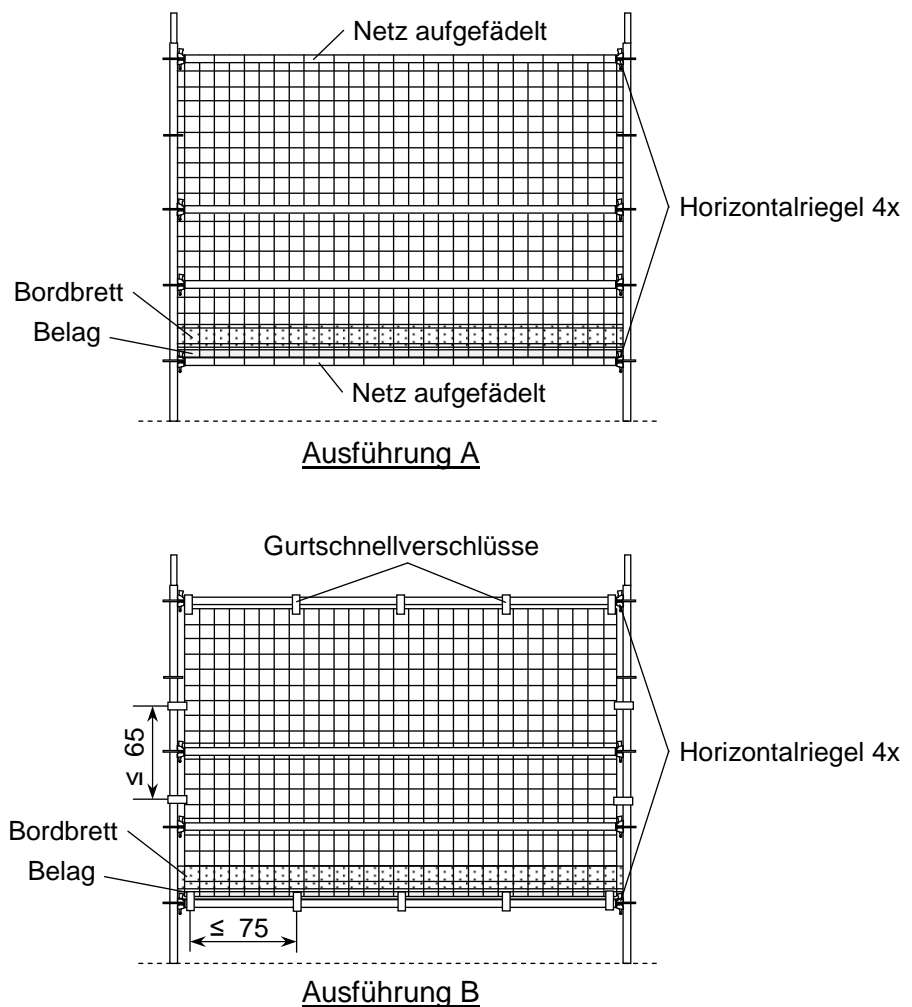 Netz aufgefädelt
Horizontalriegel 4x
Bordbrett
Belag
Netz aufgefädelt
Ausführung A
Gurtschnellverschlüsse
≤ 65
Horizontalriegel 4x
Bordbrett
Belag
≤ 75
Ausführung B